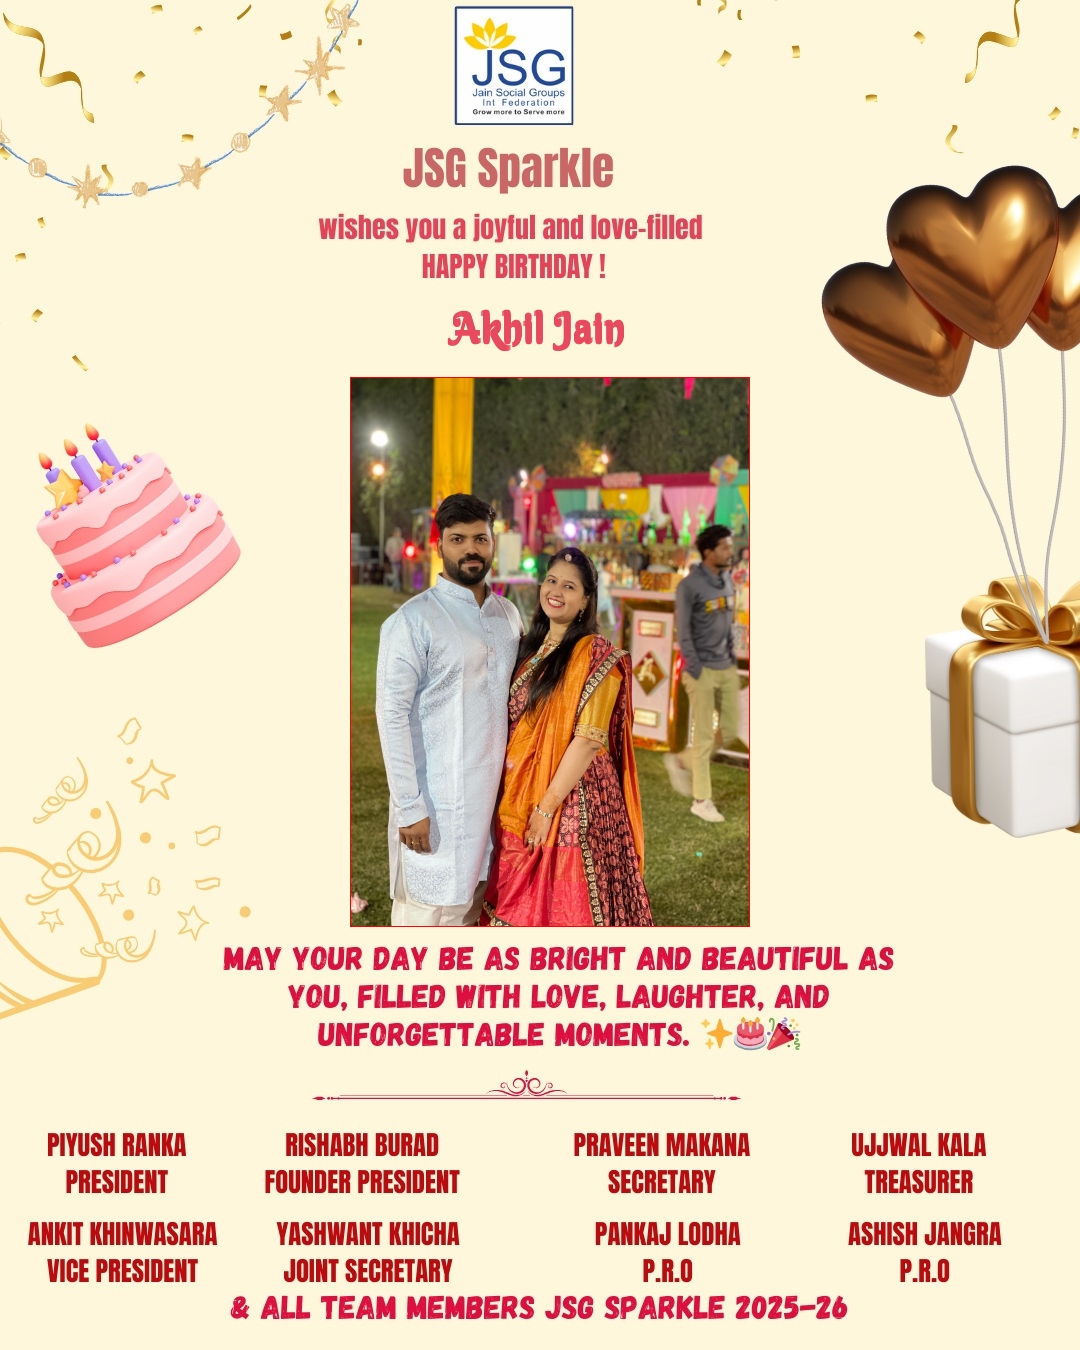 JSG
Jain Social Groups
Int Federation
Grow more to Serve more
JSG Sparkle
wishes you a joyful and love-filled
HAPPY BIRTHDAY !
Akhil Jain
MAY YOUR DAY BE AS BRIGHT AND BEAUTIFUL AS
YOU, FILLED WITH LOVE, LAUGHTER, AND
UNFORGETTABLE MOMENTS. ✨🎂🎉
PIYUSH RANKA
PRESIDENT
RISHABH BURAD
FOUNDER PRESIDENT
PRAVEEN MAKANA
SECRETARY
UJJWAL KALA
TREASURER
ANKIT KHINWASARA
VICE PRESIDENT
YASHWANT KHICHA
JOINT SECRETARY
PANKAJ LODHA
P.R.O
ASHISH JANGRA
P.R.O
& ALL TEAM MEMBERS JSG SPARKLE 2025-26